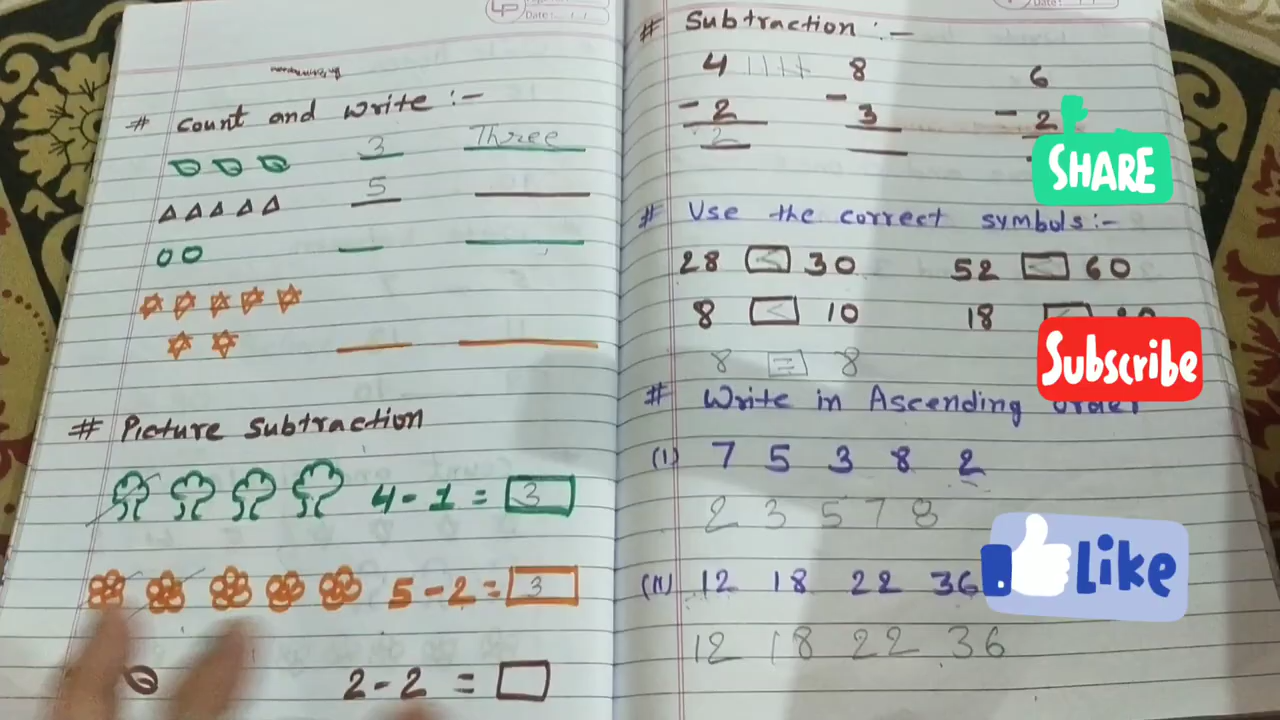 LP
Date:
# Count and write :-
3 Three
5
# Picture Subtraction
4 - 1 = 3
5 - 2 = 3
2 - 2 =
# Subtraction :-
4 8 6
- 2 - 3 - 2
2
# Use the correct symbols:-
28 < 30 52 < 60
8 < 10 18 <
8 = 8
# Write in Ascending order
(I) 7 5 3 8 2
2 3 5 7 8
(II) 12 18 22 36
12 18 22 36
SHARE
Subscribe
Like